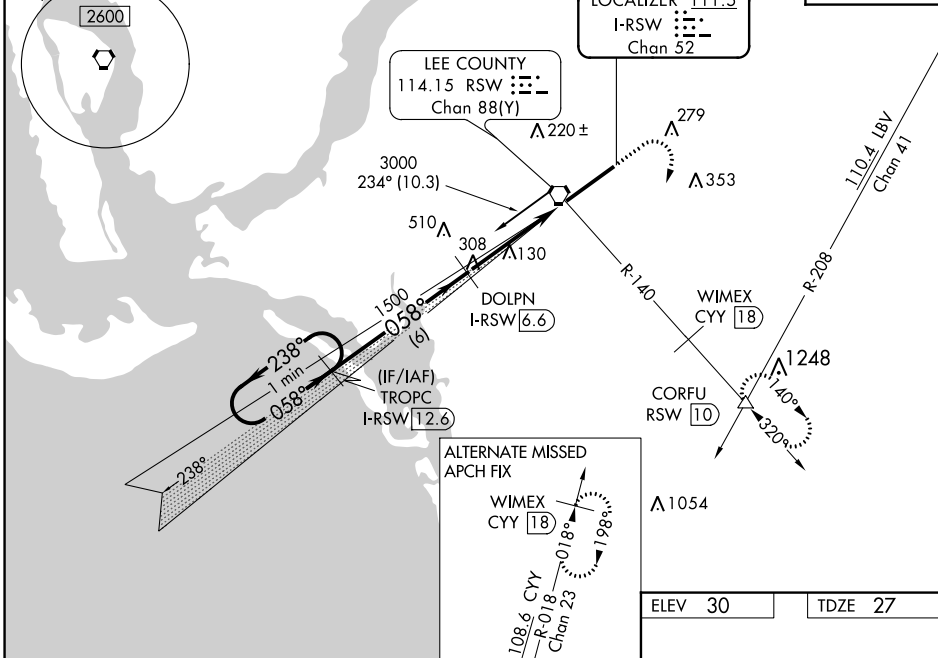 2600
LOCALIZER 111.5
I-RSW
Chan 52
LEE COUNTY
114.15 RSW
Chan 88(Y)
220 ±
279
353
3000
234° (10.3)
510
308
130
110.4 LBV
Chan 41
R-208
R-140
DOLPN
I-RSW 6.6
1500
058°
(6)
WIMEX
CYY 18
238°
1 min
058°
(IF/IAF)
TROPC
I-RSW 12.6
1248
CORFU
RSW 10
140°
320°
238°
ALTERNATE MISSED
APCH FIX
WIMEX
CYY 18
018°
198°
108.6 CYY
R-018
Chan 23
1054
ELEV 30
TDZE 27